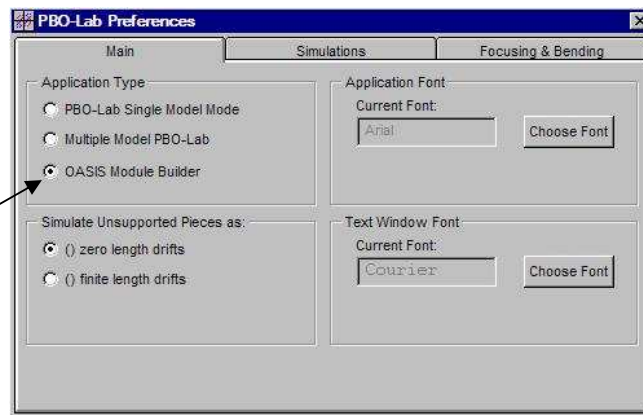 PBO-Lab Preferences
Main
Simulations
Focusing & Bending
Application Type
PBO-Lab Single Model Mode
Multiple Model PBO-Lab
OASIS Module Builder
Application Font
Current Font:
Arial
Choose Font
Simulate Unsupported Pieces as:
() zero length drifts
() finite length drifts
Text Window Font
Current Font:
Courier
Choose Font